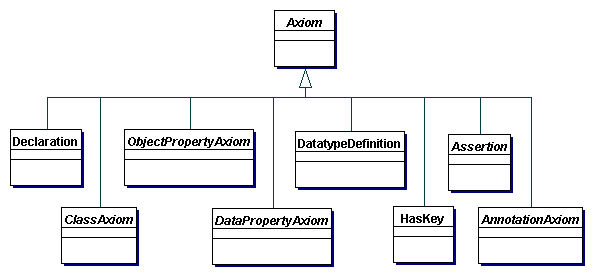 Axiom
Declaration
ObjectPropertyAxiom
DatatypeDefinition
Assertion
ClassAxiom
DataPropertyAxiom
HasKey
AnnotationAxiom